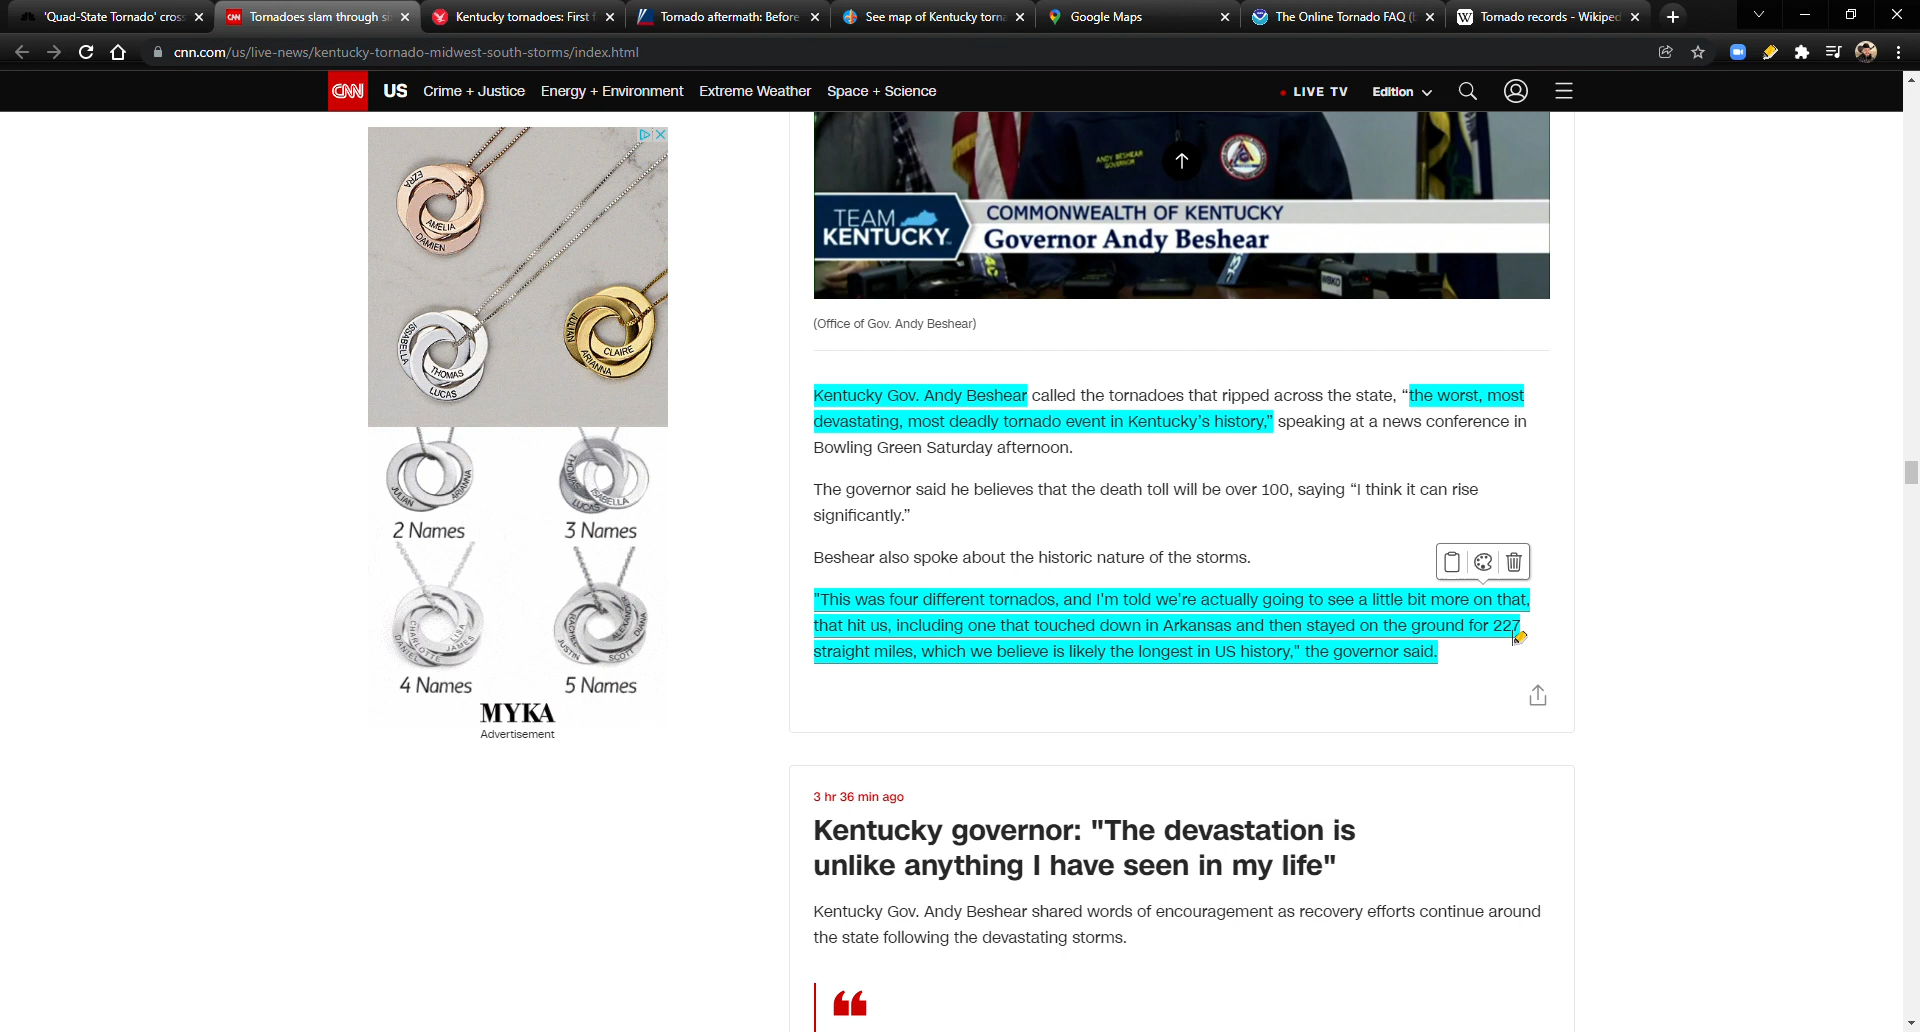 'Quad-State Tornado' cros
Tornadoes slam through si
Kentucky tornadoes: First f
Tornado aftermath: Before
See map of Kentucky torna
Google Maps
The Online Tornado FAQ (
Tornado records - Wikiped
cnn.com/us/live-news/kentucky-tornado-midwest-south-storms/index.html
CNN US Crime + Justice Energy + Environment Extreme Weather Space + Science
LIVE TV Edition
EZRA
AMELIA
DAMIEN
ISSABELLA
THOMAS
LUCAS
JULIAN
ARIANNA
CLAIRE
JULIAN
ARIANNA
THOMAS
LUCAS
ISABELLA
2 Names 3 Names
CHARLOTTE
DANIEL
LISA
JAMES
RACHEL
JUSTIN
SCOTT
ALEXANDER
DIANA
4 Names 5 Names
MYKA
Advertisement
ANDY BESHEAR
GOVERNOR
TEAM
KENTUCKY
COMMONWEALTH OF KENTUCKY
Governor Andy Beshear
WBKO
(Office of Gov. Andy Beshear)
Kentucky Gov. Andy Beshear called the tornadoes that ripped across the state, “the worst, most
devastating, most deadly tornado event in Kentucky’s history,” speaking at a news conference in
Bowling Green Saturday afternoon.
The governor said he believes that the death toll will be over 100, saying “I think it can rise
significantly.”
Beshear also spoke about the historic nature of the storms.
"This was four different tornados, and I'm told we're actually going to see a little bit more on that,
that hit us, including one that touched down in Arkansas and then stayed on the ground for 227
straight miles, which we believe is likely the longest in US history," the governor said.
3 hr 36 min ago
Kentucky governor: "The devastation is
unlike anything I have seen in my life"
Kentucky Gov. Andy Beshear shared words of encouragement as recovery efforts continue around
the state following the devastating storms.